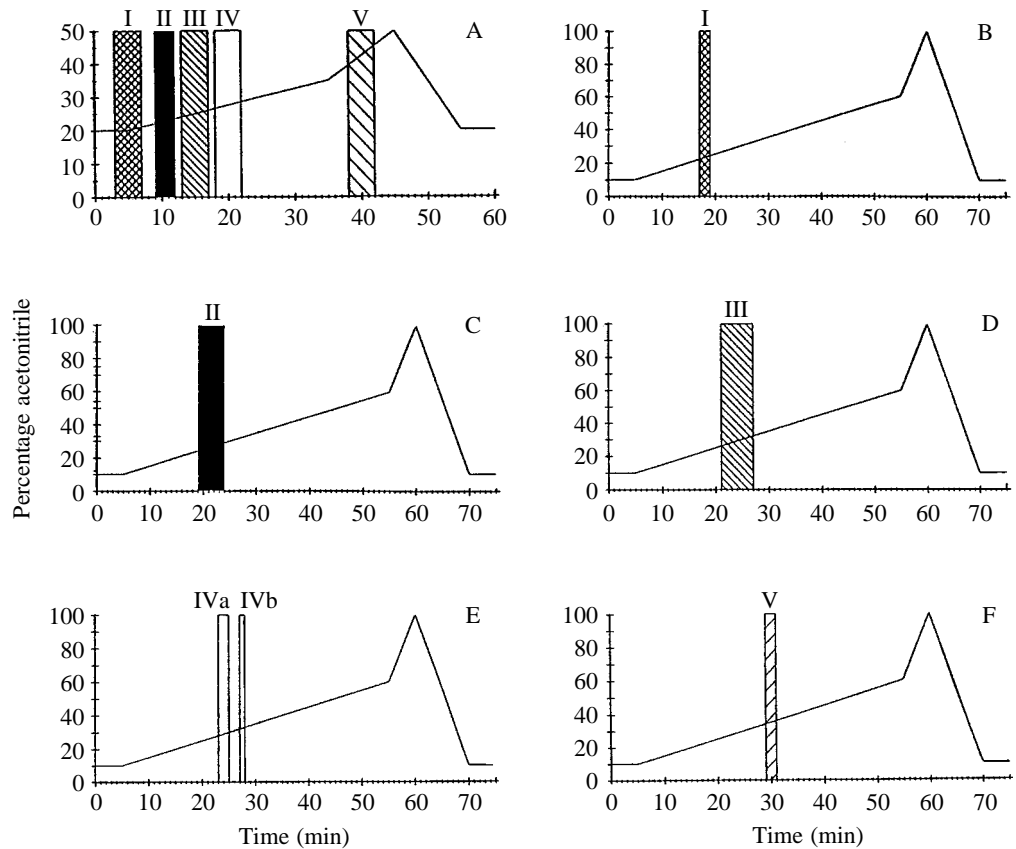 I II III IV V
A
50
40
30
20
10
0
0 10 20 30 40 50 60
I
B
100
80
60
40
20
0
0 10 20 30 40 50 60 70
II
C
100
80
60
40
20
0
0 10 20 30 40 50 60 70
III
D
100
80
60
40
20
0
0 10 20 30 40 50 60 70
IVa IVb
E
100
80
60
40
20
0
0 10 20 30 40 50 60 70
Time (min)
V
F
100
80
60
40
20
0
0 10 20 30 40 50 60 70
Time (min)
Percentage acetonitrile